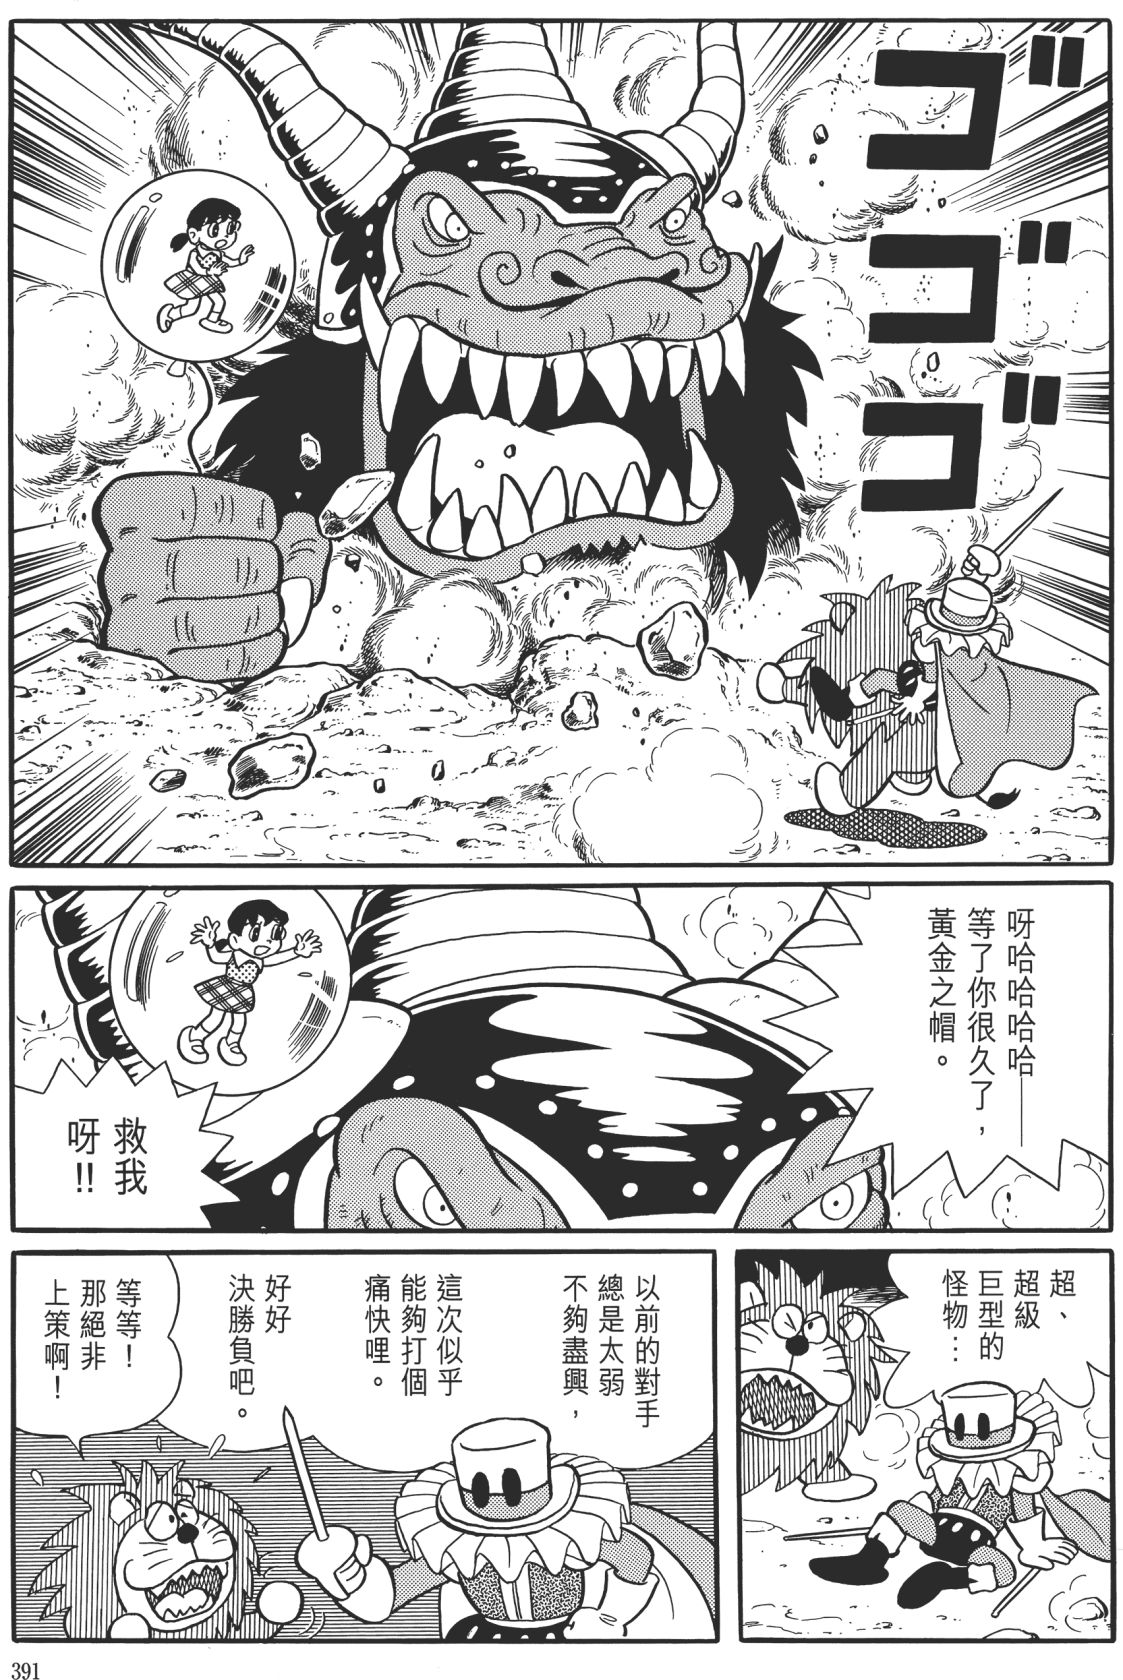 ゴ
ゴ
ゴ
呀哈哈哈哈——
等了你很久了，
黃金之帽。
救我
呀!!
超、
超級
巨型的
怪物…
以前的對手
總是太弱
不夠盡興，
這次似乎
能夠打個
痛快哩。
好好
決勝負吧。
等等！
那絕非
上策啊！
391